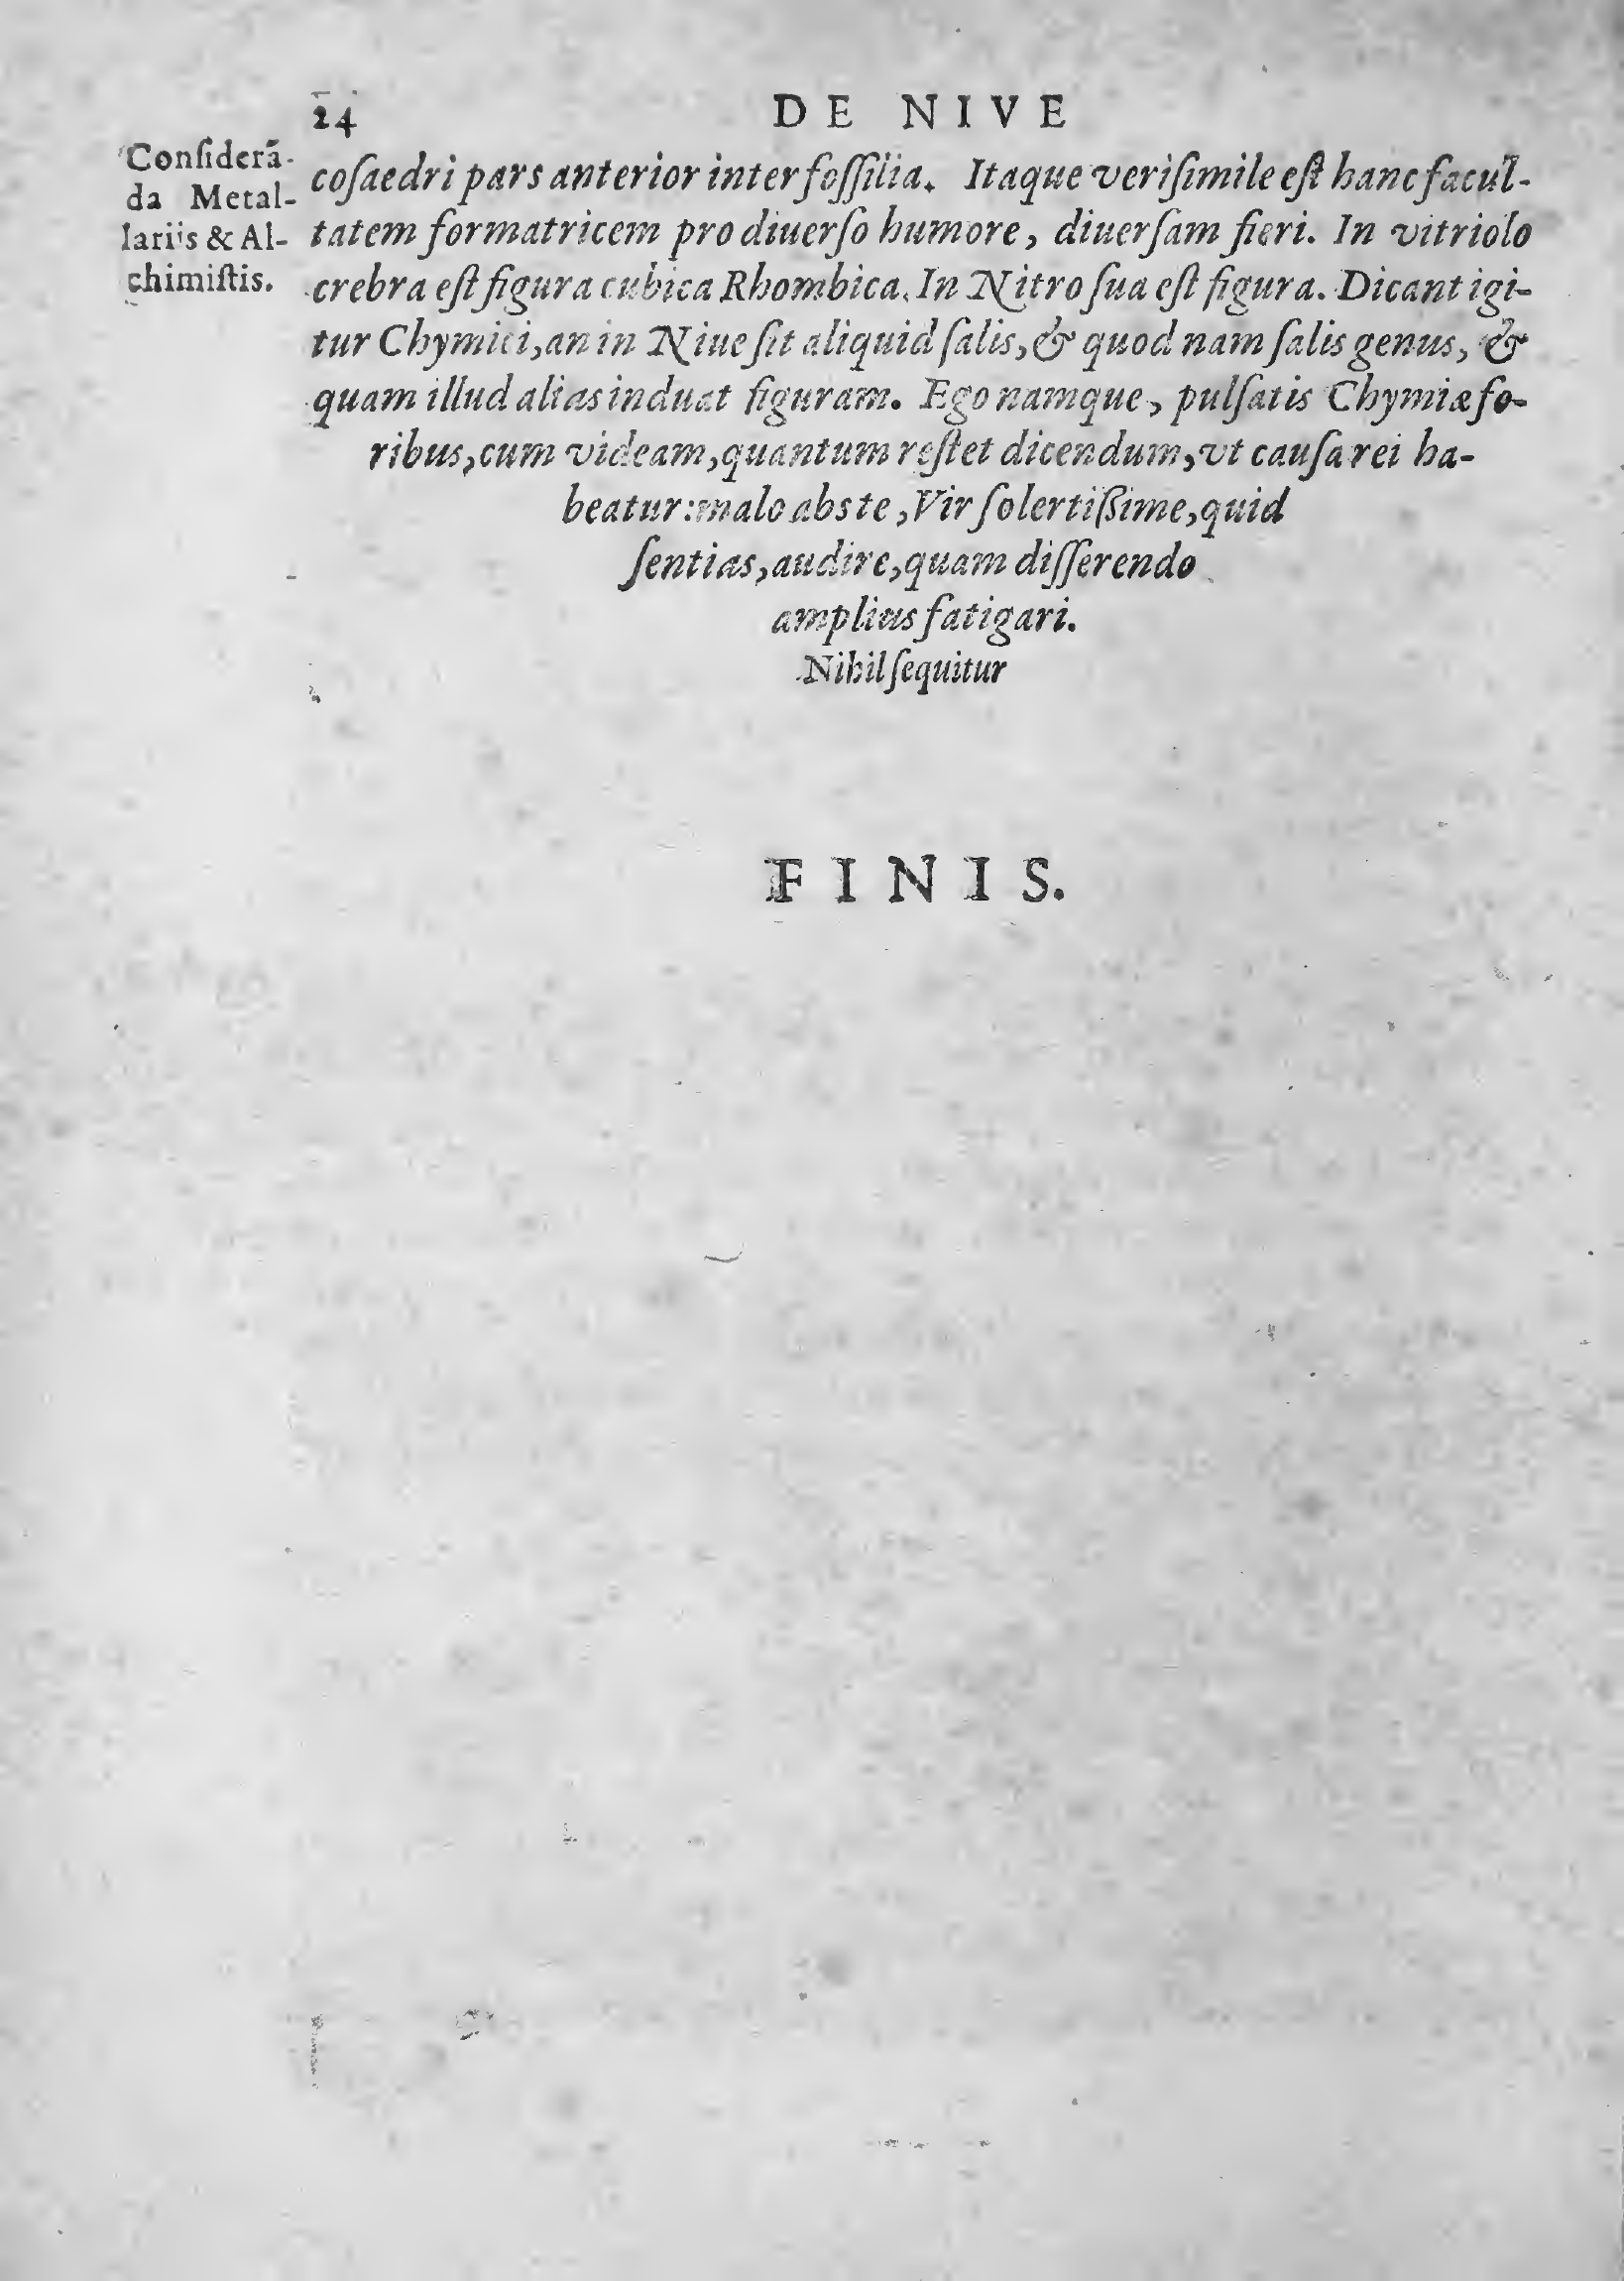 24
DE NIVE
Conſiderā-
da Metal-
lariis & Al-
chimiſtis.
coſaedri pars anterior inter foſſilia. Itaque veriſimile eſt hanc facul-
tatem formatricem pro diuerſo humore, diuerſam fieri. In vitriolo
crebra eſt figura cubica Rhombica. In Nitro ſua eſt figura. Dicant igi-
tur Chymici, an in Niue ſit aliquid ſalis, & quod nam ſalis genus, &
quam illud alias induat figuram. Ego namque, pulſatis Chymiæ fo-
ribus, cum videam, quantum reſtet dicendum, vt cauſa rei ha-
beatur: malo abs te, Vir ſolertißime, quid
ſentias, audire, quam diſſerendo
amplius fatigari.
Nihil ſequitur
FINIS.